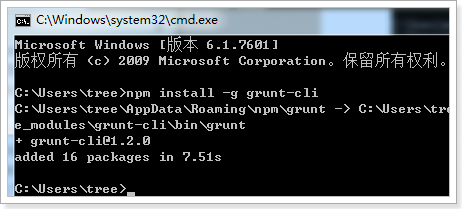 C:\Windows\system32\cmd.exe
Microsoft Windows [版本 6.1.7601]
版权所有 (c) 2009 Microsoft Corporation。保留所有权利。
C:\Users\tree>npm install -g grunt-cli
C:\Users\tree\AppData\Roaming\npm\grunt -> C:\Users\tre
e_modules\grunt-cli\bin\grunt
+ grunt-cli@1.2.0
added 16 packages in 7.51s
C:\Users\tree>_